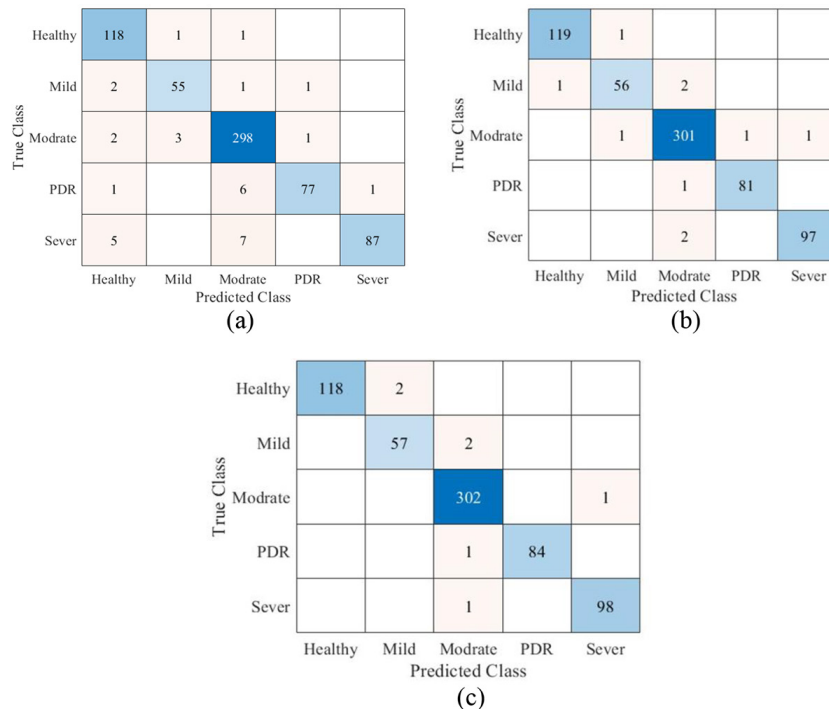 Healthy 118 1 1
Mild 2 55 1 1
Modrate 2 3 298 1
PDR 1 6 77 1
Sever 5 7 87
True Class
Healthy Mild Modrate PDR Sever
Predicted Class
(a)
Healthy 119 1
Mild 1 56 2
Modrate 1 301 1 1
PDR 1 81
Sever 2 97
True Class
Healthy Mild Modrate PDR Sever
Predicted Class
(b)
Healthy 118 2
Mild 57 2
Modrate 302 1
PDR 1 84
Sever 1 98
True Class
Healthy Mild Modrate PDR Sever
Predicted Class
(c)